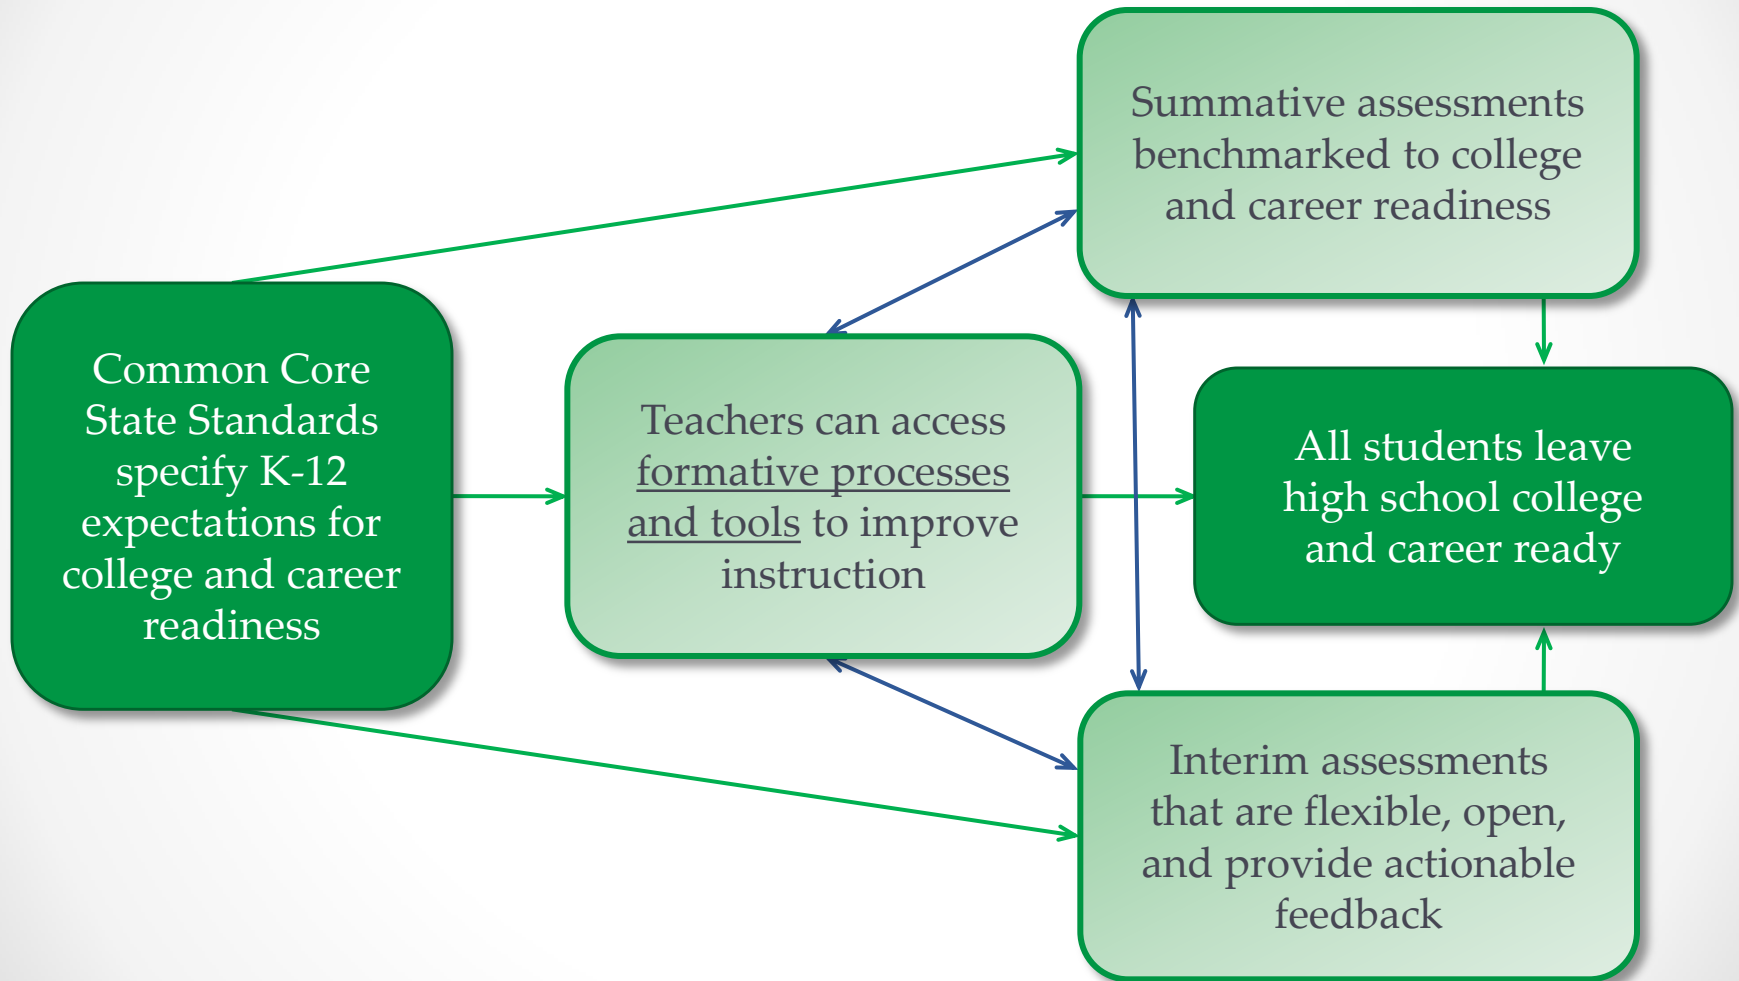 Common Core
State Standards
specify K-12
expectations for
college and career
readiness
Teachers can access
formative processes
and tools to improve
instruction
Summative assessments
benchmarked to college
and career readiness
All students leave
high school college
and career ready
Interim assessments
that are flexible, open,
and provide actionable
feedback